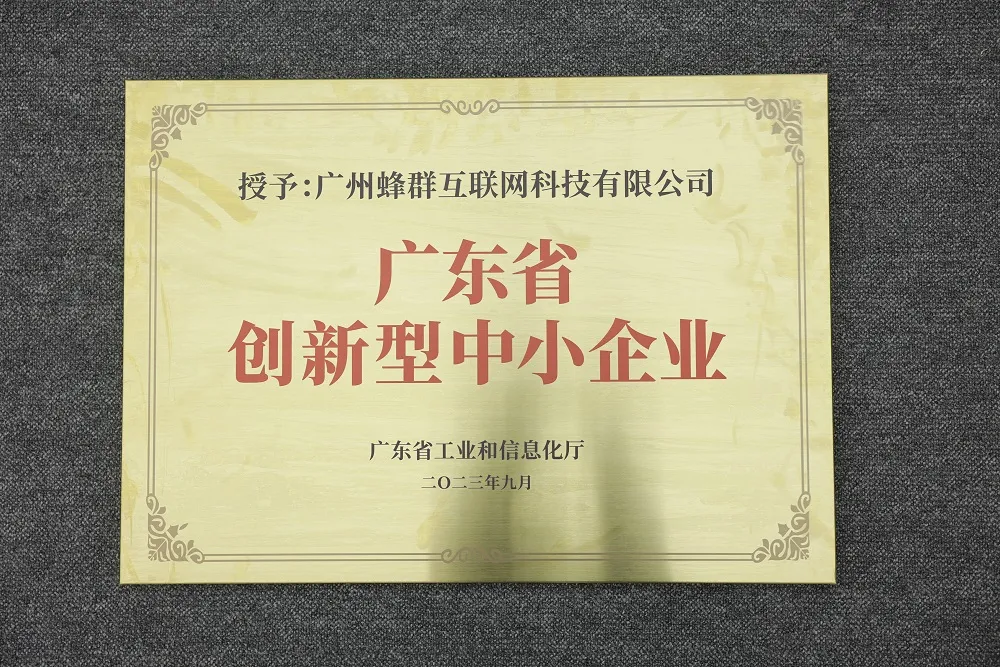 授予:广州蜂群互联网科技有限公司
广东省
创新型中小企业
广东省工业和信息化厅
二〇二三年九月